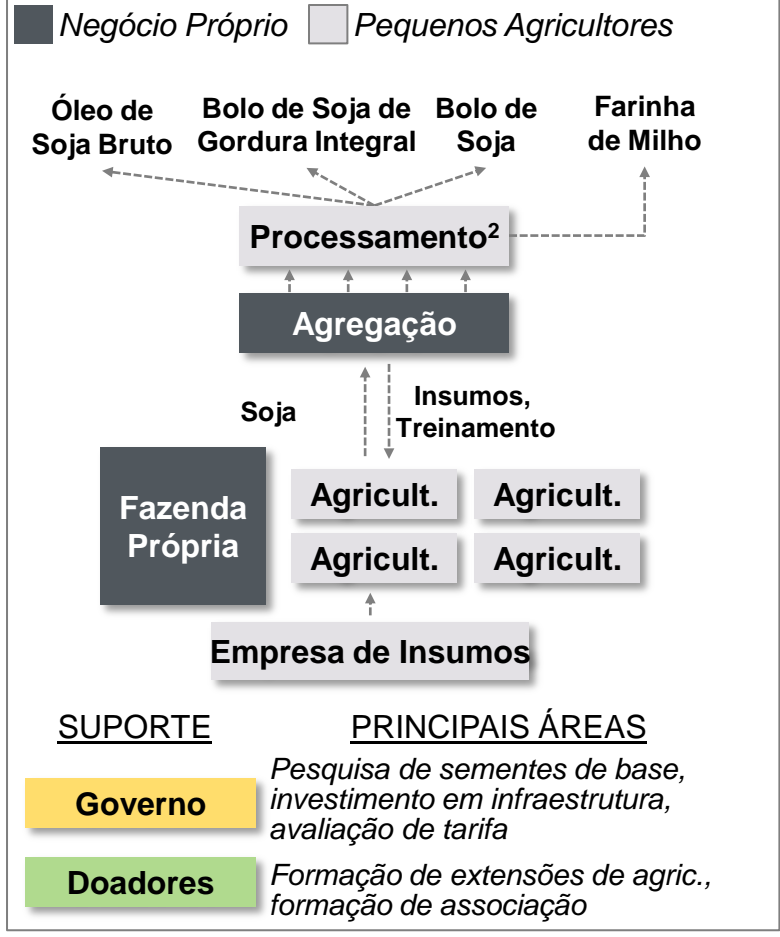 Negócio Próprio
Pequenos Agricultores
Óleo de
Soja Bruto
Bolo de Soja de
Gordura Integral
Bolo de
Soja
Farinha
de Milho
Processamento²
Agregação
Soja
Insumos,
Treinamento
Fazenda
Própria
Agricult.
Agricult.
Agricult.
Agricult.
Empresa de Insumos
SUPORTE
PRINCIPAIS ÁREAS
Governo
Pesquisa de sementes de base,
investimento em infraestrutura,
avaliação de tarifa
Doadores
Formação de extensões de agric.,
formação de associação